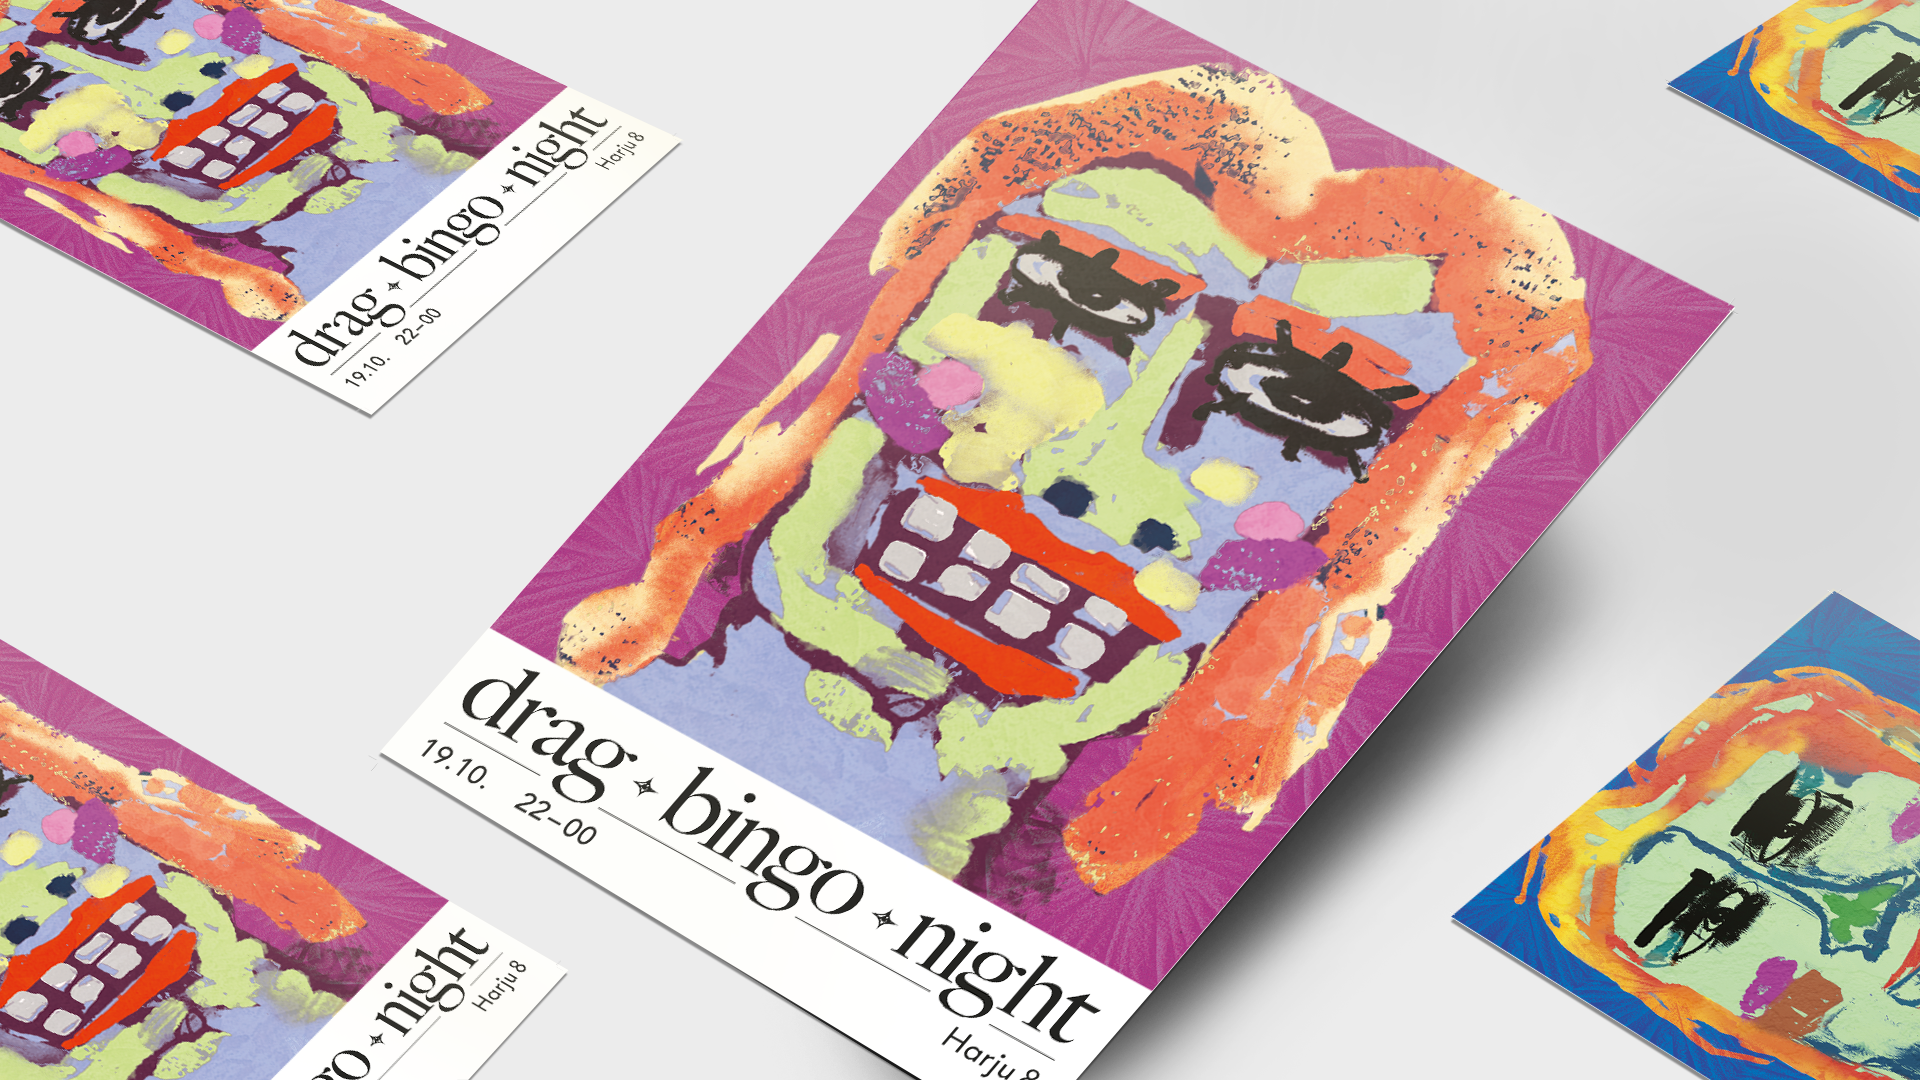 drag ✦ bingo ✦ night
19.10. 22–00 Harju 8
drag ✦ bingo ✦ night
19.10. 22–00 Harju 8
go ✦ night
Harju 8